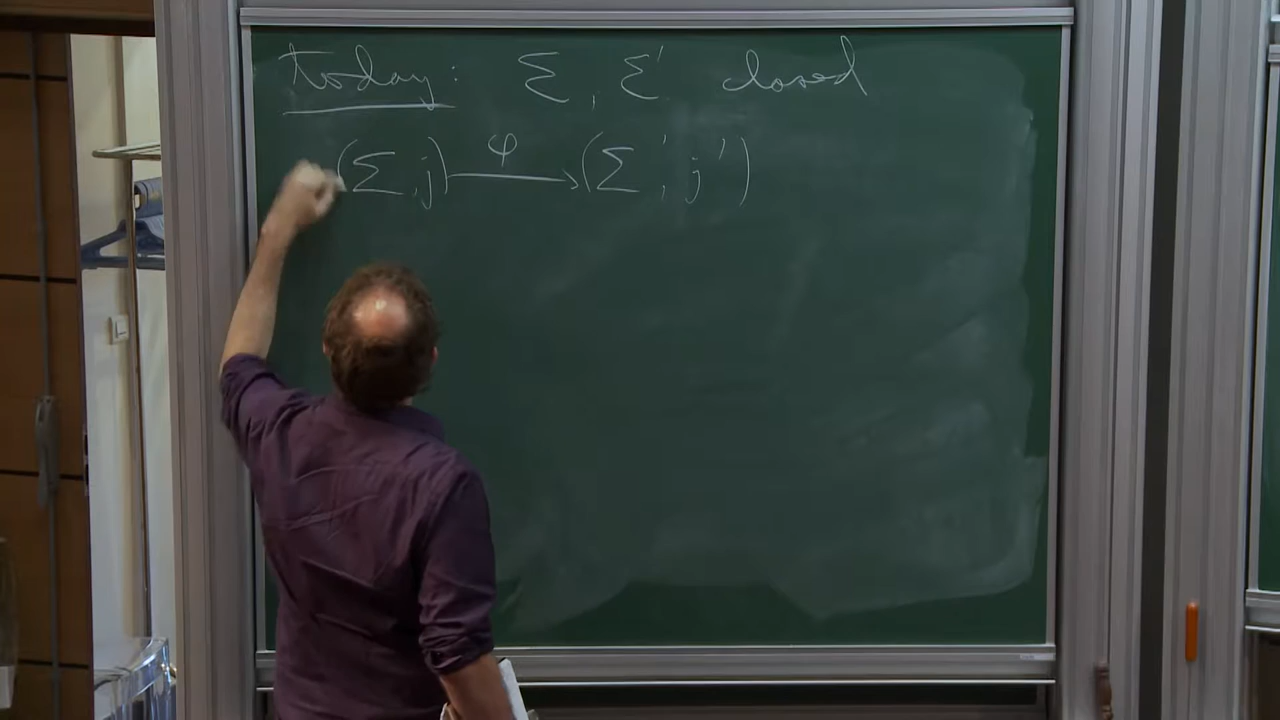 today: Σ, Σ' closed
(Σ, j) φ→ (Σ', j')